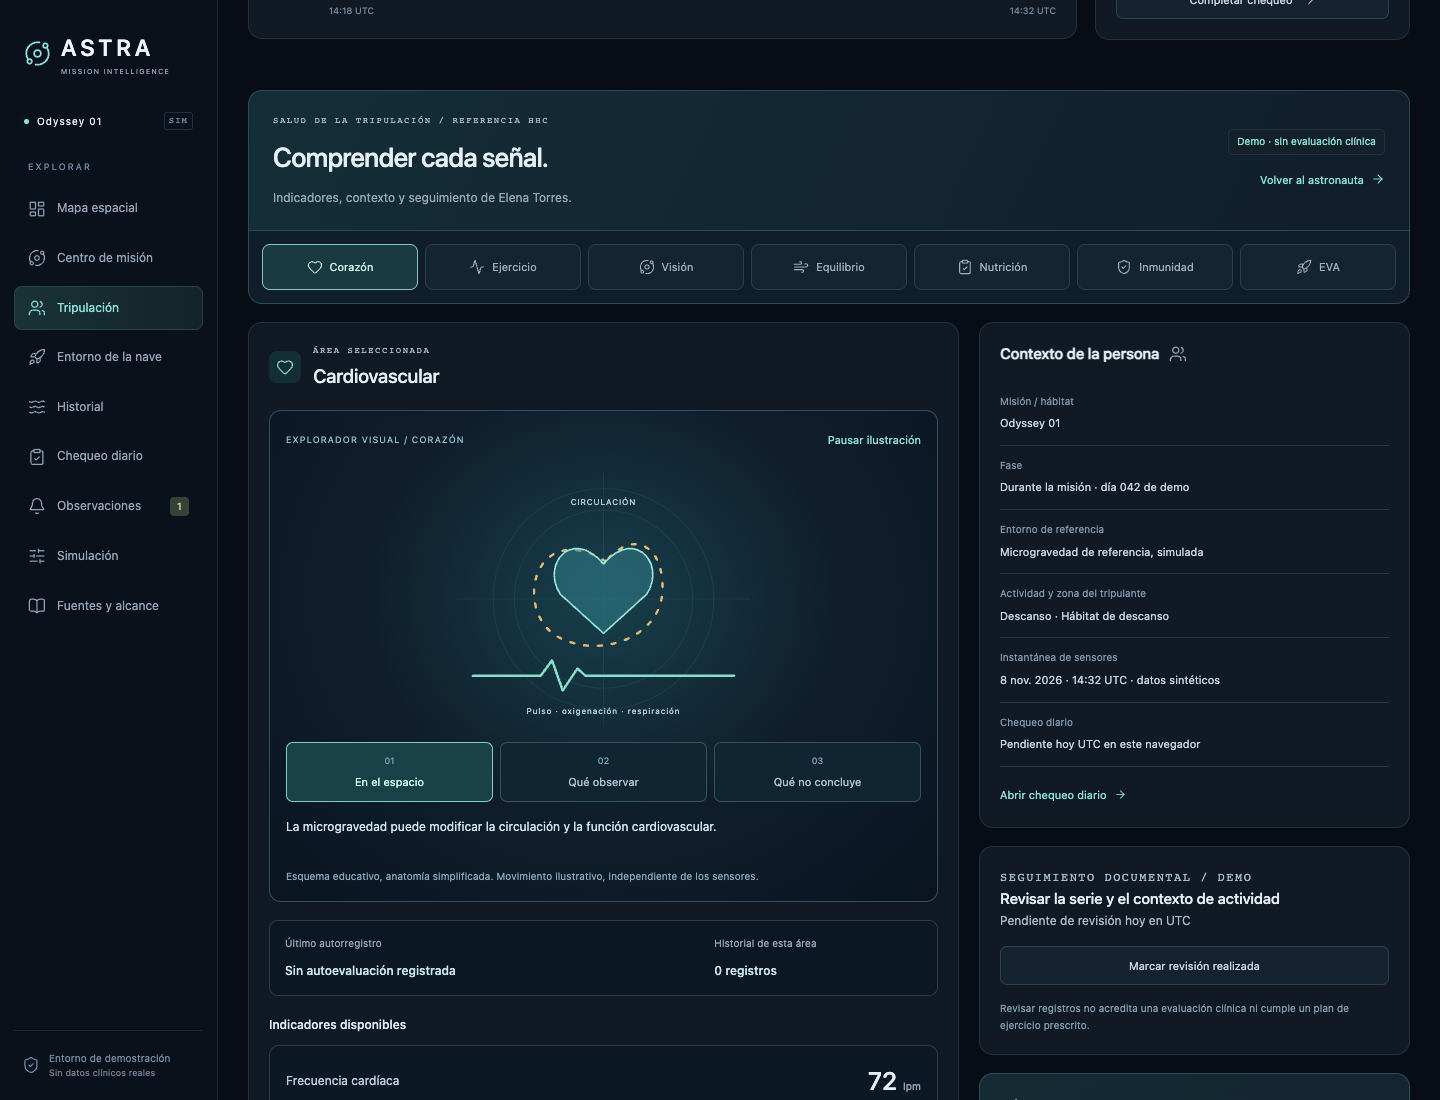 ASTRA
MISSION INTELLIGENCE
Odyssey 01
SIM
EXPLORAR
Mapa espacial
Centro de misión
Tripulación
Entorno de la nave
Historial
Chequeo diario
Observaciones
1
Simulación
Fuentes y alcance
Entorno de demostración
Sin datos clínicos reales
14:18 UTC
14:32 UTC
Completar chequeo
SALUD DE LA TRIPULACIÓN / REFERENCIA HHC
Comprender cada señal.
Indicadores, contexto y seguimiento de Elena Torres.
Demo · sin evaluación clínica
Volver al astronauta
Corazón
Ejercicio
Visión
Equilibrio
Nutrición
Inmunidad
EVA
ÁREA SELECCIONADA
Cardiovascular
EXPLORADOR VISUAL / CORAZÓN
Pausar ilustración
CIRCULACIÓN
Pulso · oxigenación · respiración
01
En el espacio
02
Qué observar
03
Qué no concluye
La microgravedad puede modificar la circulación y la función cardiovascular.
Esquema educativo, anatomía simplificada. Movimiento ilustrativo, independiente de los sensores.
Último autorregistro
Sin autoevaluación registrada
Historial de esta área
0 registros
Indicadores disponibles
Frecuencia cardíaca
72 lpm
Contexto de la persona
Misión / hábitat
Odyssey 01
Fase
Durante la misión · día 042 de demo
Entorno de referencia
Microgravedad de referencia, simulada
Actividad y zona del tripulante
Descanso · Hábitat de descanso
Instantánea de sensores
8 nov. 2026 · 14:32 UTC · datos sintéticos
Chequeo diario
Pendiente hoy UTC en este navegador
Abrir chequeo diario
SEGUIMIENTO DOCUMENTAL / DEMO
Revisar la serie y el contexto de actividad
Pendiente de revisión hoy en UTC
Marcar revisión realizada
Revisar registros no acredita una evaluación clínica ni cumple un plan de
ejercicio prescrito.